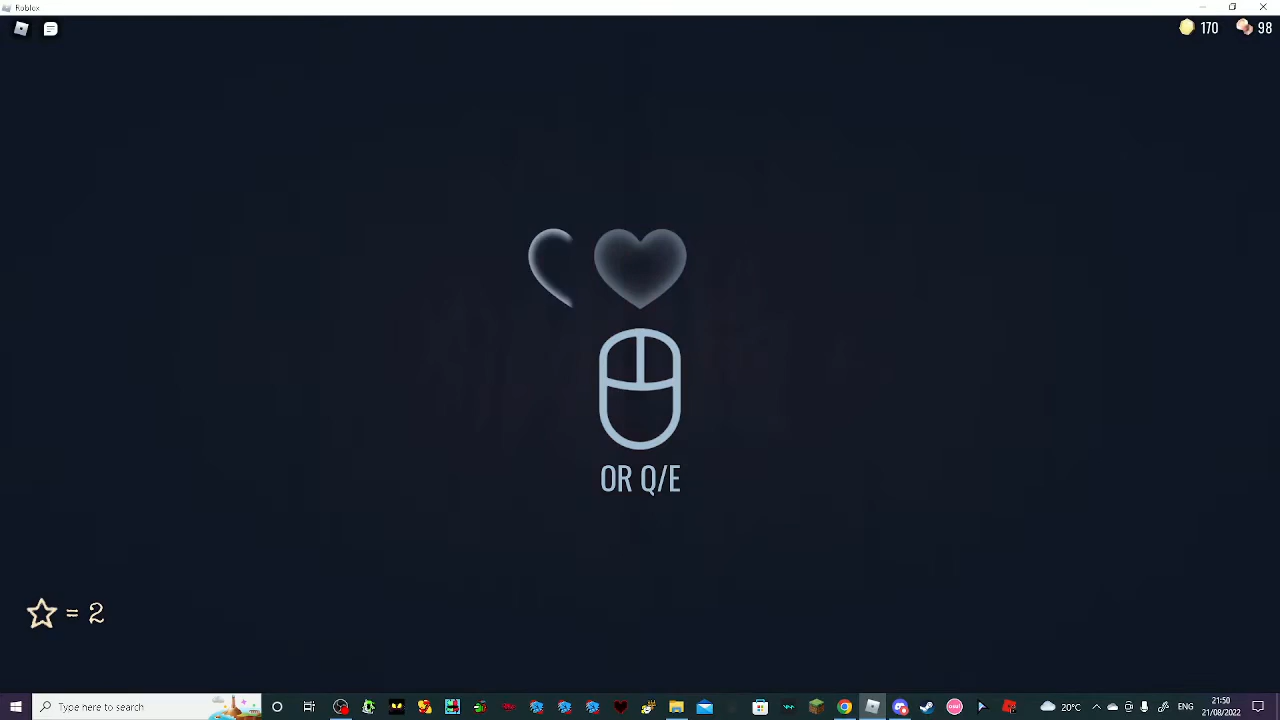 Roblox
170 98
OR Q/E
= 2
Type here to search
20°C
ENG
21:50
21/08/2022